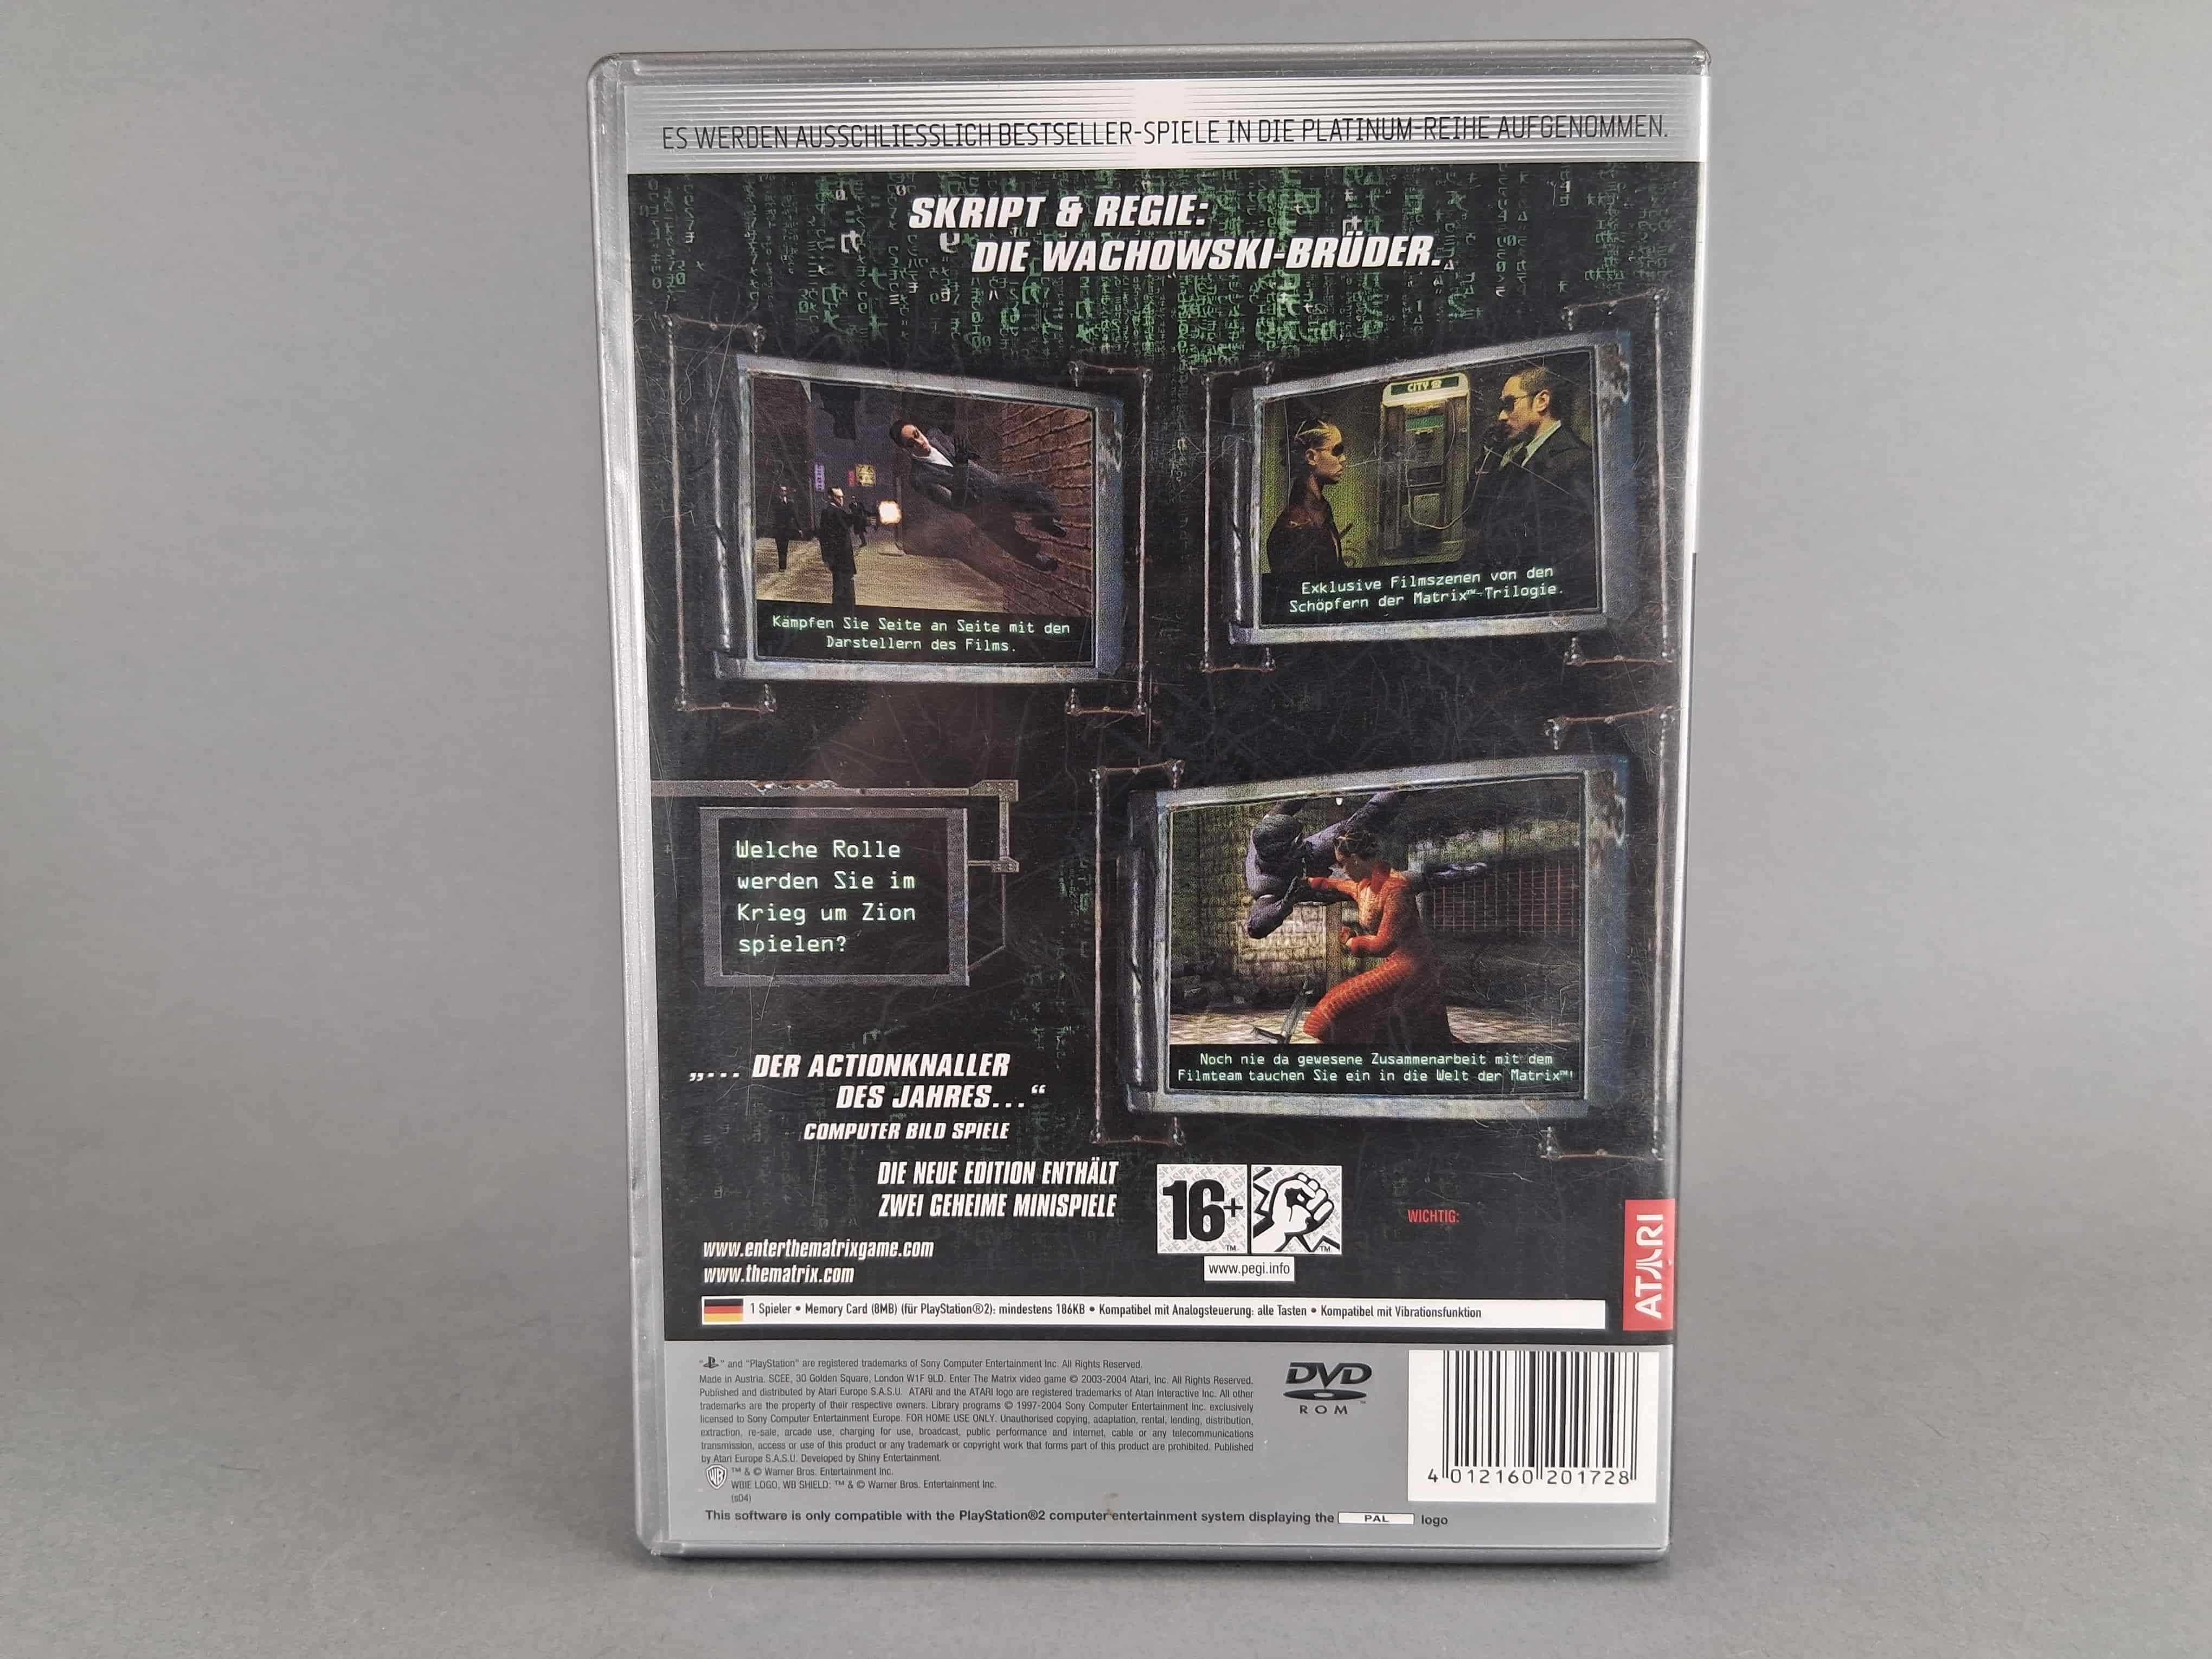 ES WERDEN AUSSCHLIESSLICH BESTSELLER-SPIELE IN DIE PLATINUM-REIHE AUFGENOMMEN.
SKRIPT & REGIE:
DIE WACHOWSKI-BRÜDER.
CITY
Kämpfen Sie Seite an Seite mit den
Darstellern des Films.
Exklusive Filmszenen von den
Schöpfern der Matrix™-Trilogie.
Welche Rolle
werden Sie im
Krieg um Zion
spielen?
Noch nie da gewesene Zusammenarbeit mit dem
Filmteam tauchen Sie ein in die Welt der Matrix™!
„... DER ACTIONKNALLER
DES JAHRES...“
COMPUTER BILD SPIELE
DIE NEUE EDITION ENTHÄLT
ZWEI GEHEIME MINISPIELE
16+
™
™
www.pegi.info
WICHTIG:
ATARI
www.enterthematrixgame.com
www.thematrix.com
1 Spieler • Memory Card (8MB) (für PlayStation®2): mindestens 186KB • Kompatibel mit Analogsteuerung: alle Tasten • Kompatibel mit Vibrationsfunktion
" " and "PlayStation" are registered trademarks of Sony Computer Entertainment Inc. All Rights Reserved.
Made in Austria. SCEE, 30 Golden Square, London W1F 9LD. Enter The Matrix video game © 2003-2004 Atari, Inc. All Rights Reserved.
Published and distributed by Atari Europe S.A.S.U. ATARI and the ATARI logo are registered trademarks of Atari Interactive Inc. All other
trademarks are the property of their respective owners. Library programs © 1997-2004 Sony Computer Entertainment Inc. exclusively
licensed to Sony Computer Entertainment Europe. FOR HOME USE ONLY. Unauthorised copying, adaptation, rental, lending, distribution,
extraction, re-sale, arcade use, charging for use, broadcast, public performance and internet, cable or any telecommunications
transmission, access or use of this product or any trademark or copyright work that forms part of this product are prohibited. Published
by Atari Europe S.A.S.U. Developed by Shiny Entertainment.
WB
™ & © Warner Bros. Entertainment Inc.
WBIE LOGO, WB SHIELD: ™ & © Warner Bros. Entertainment Inc.
(s04)
DVD
ROM
4 012160 201728
This software is only compatible with the PlayStation®2 computer entertainment system displaying the PAL logo